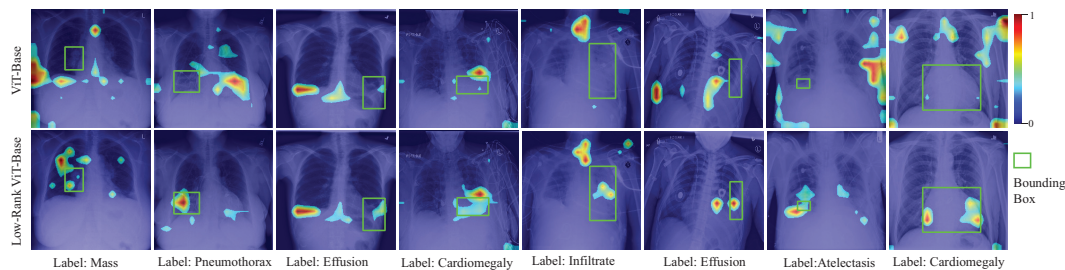 ViT-Base
1
0
Low-Rank ViT-Base
Bounding
Box
Label: Mass
Label: Pneumothorax
Label: Effusion
Label: Cardiomegaly
Label: Infiltrate
Label: Effusion
Label:Atelectasis
Label: Cardiomegaly